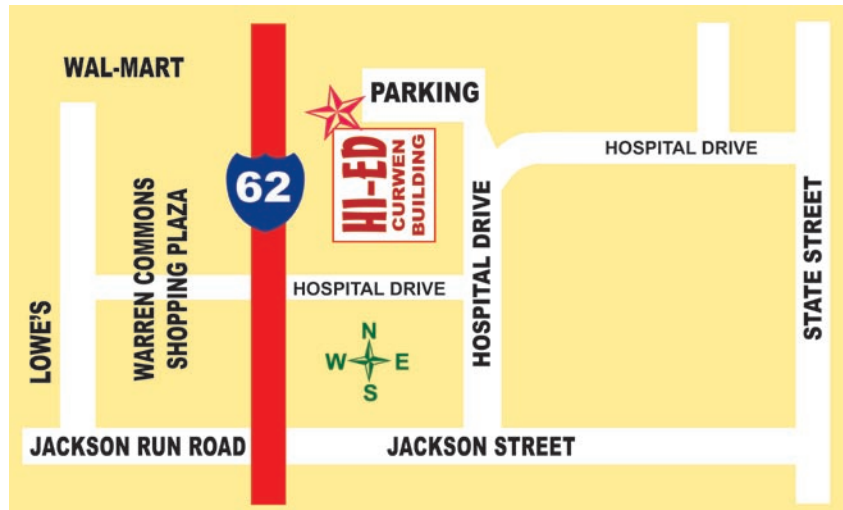 WAL-MART
PARKING
HOSPITAL DRIVE
62
HI-ED
CURWEN
BUILDING
WARREN COMMONS
SHOPPING PLAZA
HOSPITAL DRIVE
STATE STREET
HOSPITAL DRIVE
LOWE'S
N
W E
S
JACKSON RUN ROAD
JACKSON STREET